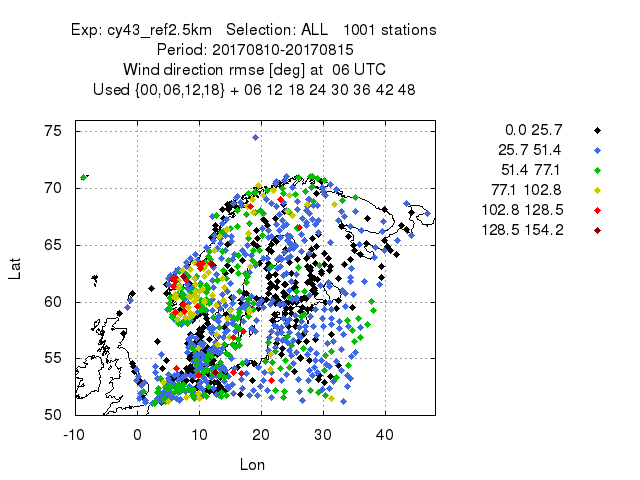 Exp: cy43_ref2.5km   Selection: ALL   1001 stations
Period: 20170810-20170815
Wind direction rmse [deg] at  06 UTC
Used {00,06,12,18} + 06 12 18 24 30 36 42 48
0.0 25.7
25.7 51.4
51.4 77.1
77.1 102.8
102.8 128.5
128.5 154.2
75
70
65
60
55
50
Lat
-10 0 10 20 30 40
Lon